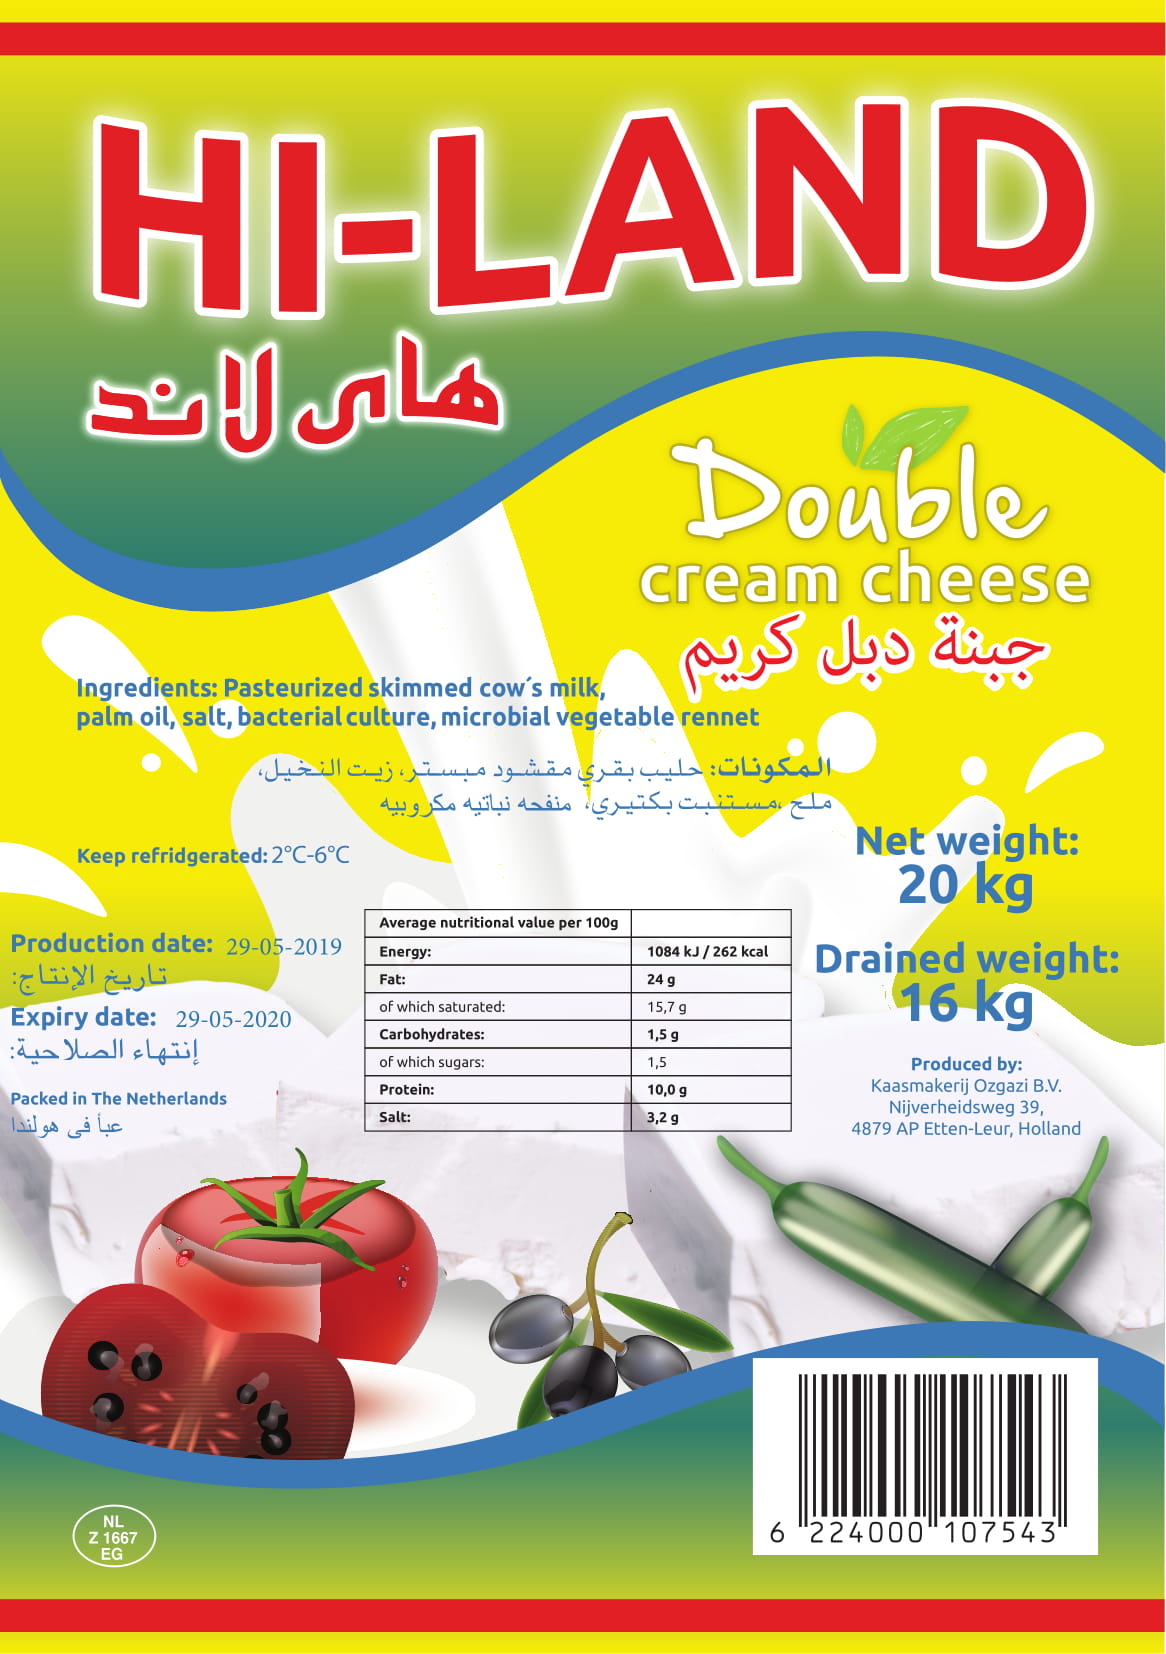 HI-LAND
هاى لاند
Double
cream cheese
جبنة دبل كريم
Ingredients: Pasteurized skimmed cow´s milk,
palm oil, salt, bacterial culture, microbial vegetable rennet
المكونات: حليب بقري مقشود مبستر، زيت النخيل،
ملح ،مستنبت بكتيري، منفحه نباتيه مكروبيه
Keep refridgerated: 2°C-6°C
Net weight:
20 kg
Drained weight:
16 kg
Production date: 29-05-2019
تاريخ الإنتاج:
Expiry date: 29-05-2020
إنتهاء الصلاحية:
Packed in The Netherlands
عبأ فى هولندا
Average nutritional value per 100g
Energy: 1084 kJ / 262 kcal
Fat: 24 g
of which saturated: 15,7 g
Carbohydrates: 1,5 g
of which sugars: 1,5
Protein: 10,0 g
Salt: 3,2 g
Produced by:
Kaasmakerij Ozgazi B.V.
Nijverheidsweg 39,
4879 AP Etten-Leur, Holland
NL
Z 1667
EG
6 224000 107543